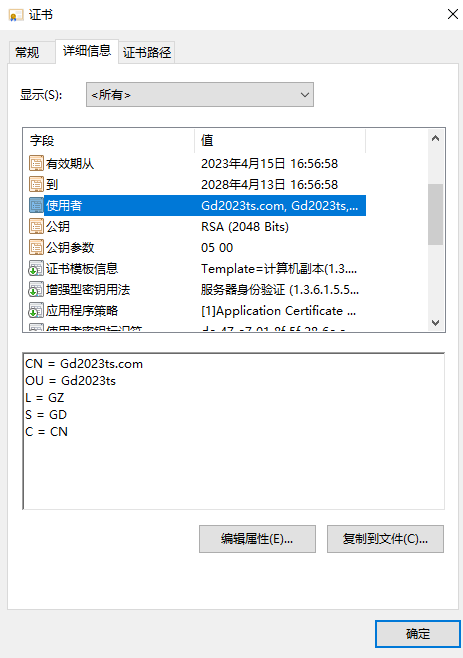 证书
常规 详细信息 证书路径
显示(S): <所有>
字段 值
有效期从 2023年4月15日 16:56:58
到 2028年4月13日 16:56:58
使用者 Gd2023ts.com, Gd2023ts,...
公钥 RSA (2048 Bits)
公钥参数 05 00
证书模板信息 Template=计算机副本(1.3....
增强型密钥用法 服务器身份验证 (1.3.6.1.5.5...
应用程序策略 [1]Application Certificate ...
CN = Gd2023ts.com
OU = Gd2023ts
L = GZ
S = GD
C = CN
编辑属性(E)... 复制到文件(C)...
确定